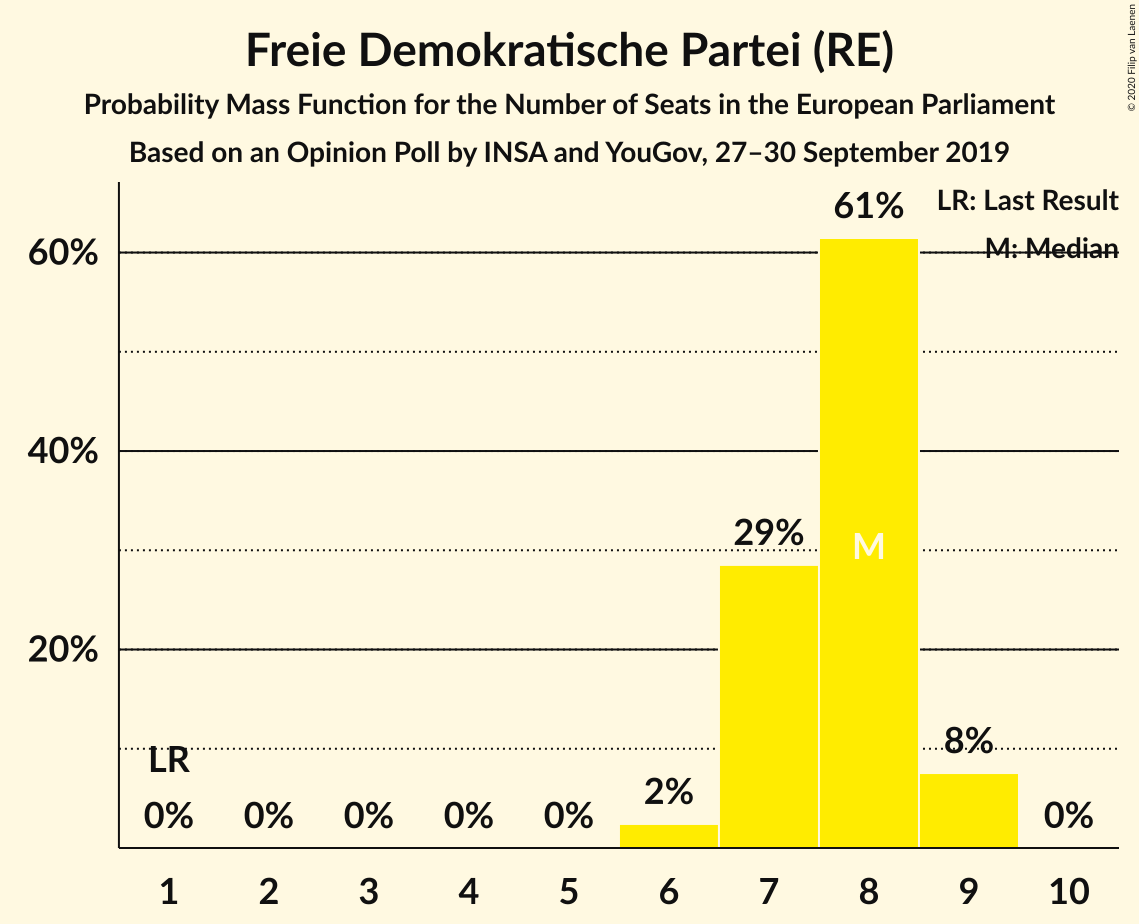 Freie Demokratische Partei (RE)
Probability Mass Function for the Number of Seats in the European Parliament
Based on an Opinion Poll by INSA and YouGov, 27–30 September 2019
© 2020 Filip van Laenen
LR: Last Result
M: Median
60%
40%
20%
61%
29%
M
LR
8%
2%
0%
0%
0%
0%
0%
0%
1 2 3 4 5 6 7 8 9 10